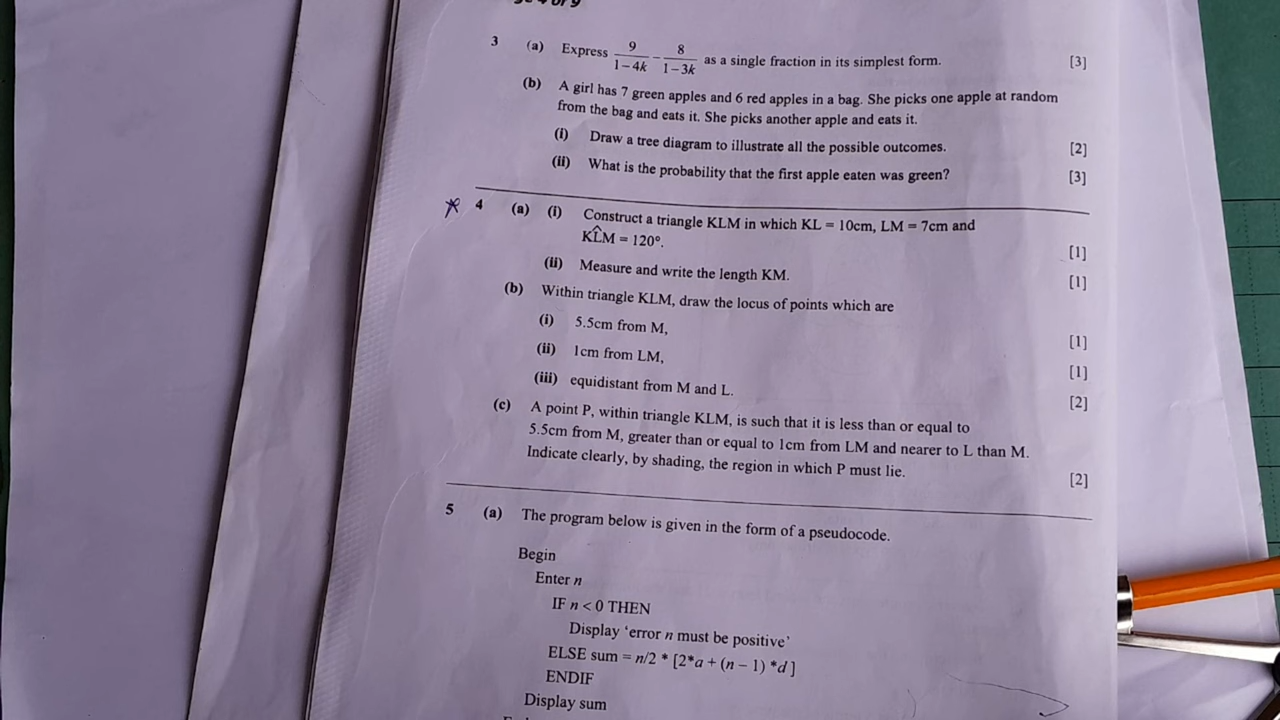 of 9
3 (a) Express 9/(1 – 4k) – 8/(1 – 3k) as a single fraction in its simplest form. [3]
(b) A girl has 7 green apples and 6 red apples in a bag. She picks one apple at random
from the bag and eats it. She picks another apple and eats it.
(i) Draw a tree diagram to illustrate all the possible outcomes. [2]
(ii) What is the probability that the first apple eaten was green? [3]
4 (a) (i) Construct a triangle KLM in which KL = 10cm, LM = 7cm and
KL̂M = 120°. [1]
(ii) Measure and write the length KM. [1]
(b) Within triangle KLM, draw the locus of points which are
(i) 5.5cm from M, [1]
(ii) 1cm from LM, [1]
(iii) equidistant from M and L. [2]
(c) A point P, within triangle KLM, is such that it is less than or equal to
5.5cm from M, greater than or equal to 1cm from LM and nearer to L than M.
Indicate clearly, by shading, the region in which P must lie. [2]
5 (a) The program below is given in the form of a pseudocode.
Begin
Enter n
IF n < 0 THEN
Display ‘error n must be positive’
ELSE sum = n/2 * [2*a + (n – 1) *d ]
ENDIF
Display sum